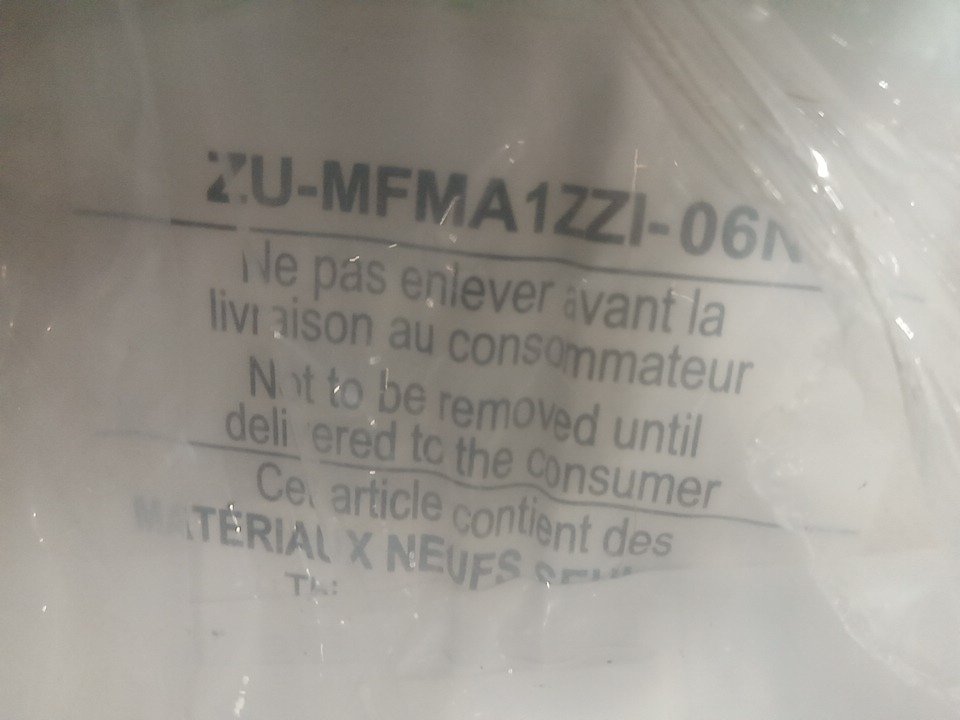 ZU-MFMA1ZZI-06N
Ne pas enlever avant la
livraison au consommateur
Not to be removed until
delivered to the consumer
Cet article contient des
MATÉRIAUX NEUFS